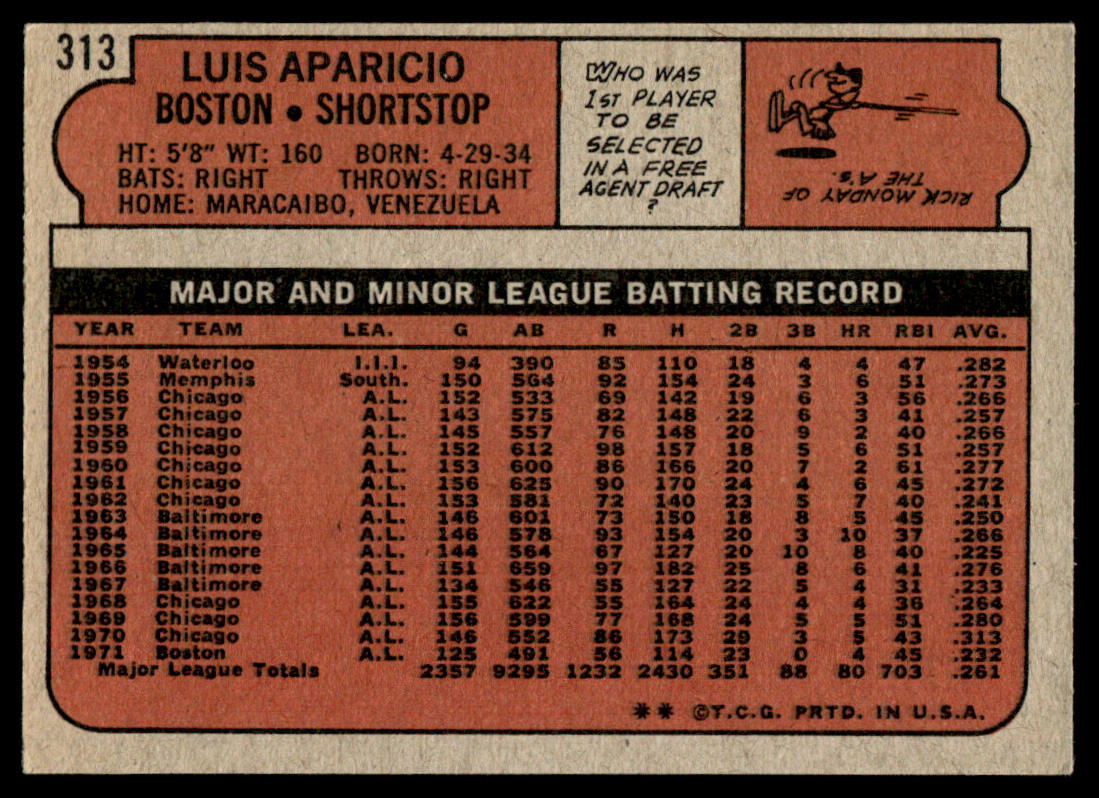 313
LUIS APARICIO
BOSTON • SHORTSTOP
HT: 5'8" WT: 160 BORN: 4-29-34
BATS: RIGHT THROWS: RIGHT
HOME: MARACAIBO, VENEZUELA
WHO WAS
1ST PLAYER
TO BE
SELECTED
IN A FREE
AGENT DRAFT
?
RICK MONDAY OF
THE A's.
MAJOR AND MINOR LEAGUE BATTING RECORD
YEAR TEAM LEA. G AB R H 2B 3B HR RBI AVG.
1954 Waterloo I.I.I. 94 390 85 110 18 4 4 47 .282
1955 Memphis South. 150 564 92 154 24 3 6 51 .273
1956 Chicago A.L. 152 533 69 142 19 6 3 56 .266
1957 Chicago A.L. 143 575 82 148 22 6 3 41 .257
1958 Chicago A.L. 145 557 76 148 20 9 2 40 .266
1959 Chicago A.L. 152 612 98 157 18 5 6 51 .257
1960 Chicago A.L. 153 600 86 166 20 7 2 61 .277
1961 Chicago A.L. 156 625 90 170 24 4 6 45 .272
1962 Chicago A.L. 153 581 72 140 23 5 7 40 .241
1963 Baltimore A.L. 146 601 73 150 18 8 5 45 .250
1964 Baltimore A.L. 146 578 93 154 20 3 10 37 .266
1965 Baltimore A.L. 144 564 67 127 20 10 8 40 .225
1966 Baltimore A.L. 151 659 97 182 25 8 6 41 .276
1967 Baltimore A.L. 134 546 55 127 22 5 4 31 .233
1968 Chicago A.L. 155 622 55 164 24 4 4 36 .264
1969 Chicago A.L. 156 599 77 168 24 5 5 51 .280
1970 Chicago A.L. 146 552 86 173 29 3 5 43 .313
1971 Boston A.L. 125 491 56 114 23 0 4 45 .232
Major League Totals 2357 9295 1232 2430 351 88 80 703 .261
** ©T.C.G. PRTD. IN U.S.A.